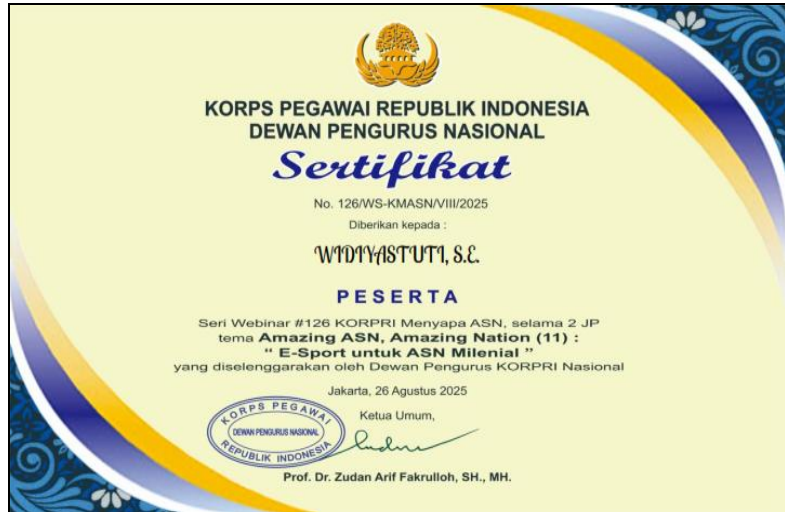 KORPS PEGAWAI REPUBLIK INDONESIA
DEWAN PENGURUS NASIONAL
Sertifikat
No. 126/WS-KMASN/VIII/2025
Diberikan kepada :
WIDIYASTUTI, S.E.
PESERTA
Seri Webinar #126 KORPRI Menyapa ASN, selama 2 JP
tema Amazing ASN, Amazing Nation (11) :
“ E-Sport untuk ASN Milenial ”
yang diselenggarakan oleh Dewan Pengurus KORPRI Nasional
Jakarta, 26 Agustus 2025
Ketua Umum,
KORPS PEGAWAI
DEWAN PENGURUS NASIONAL
REPUBLIK INDONESIA
Prof. Dr. Zudan Arif Fakrulloh, SH., MH.